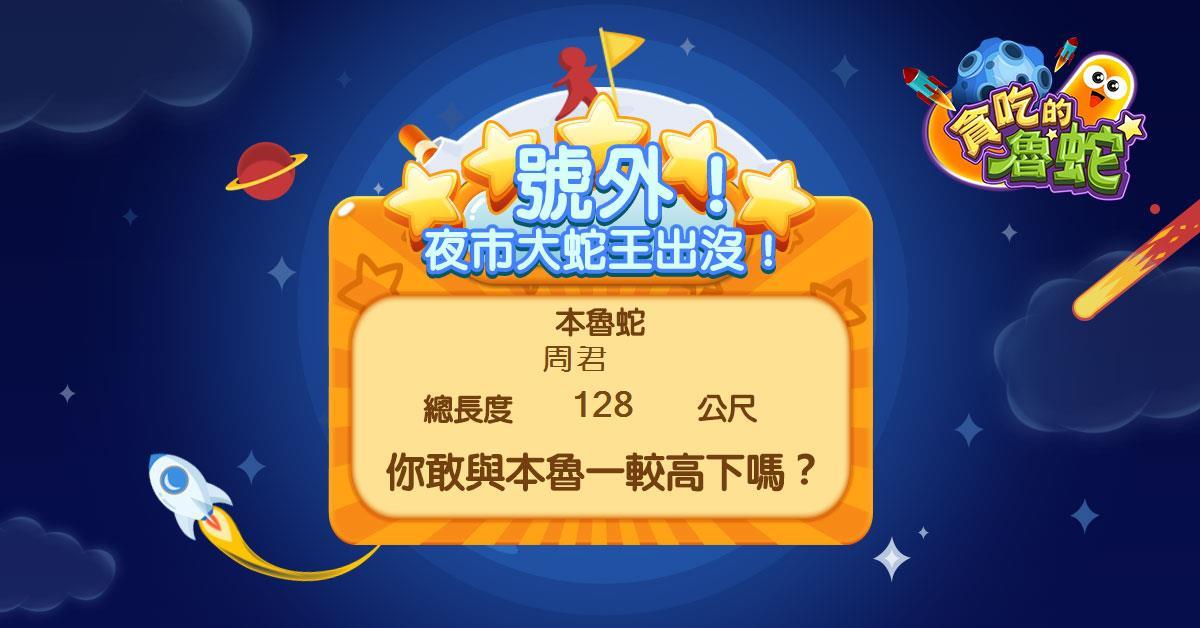 貪吃的
魯蛇
號外！
夜市大蛇王出沒！
本魯蛇
周君
總長度 128 公尺
你敢與本魯一較高下嗎？